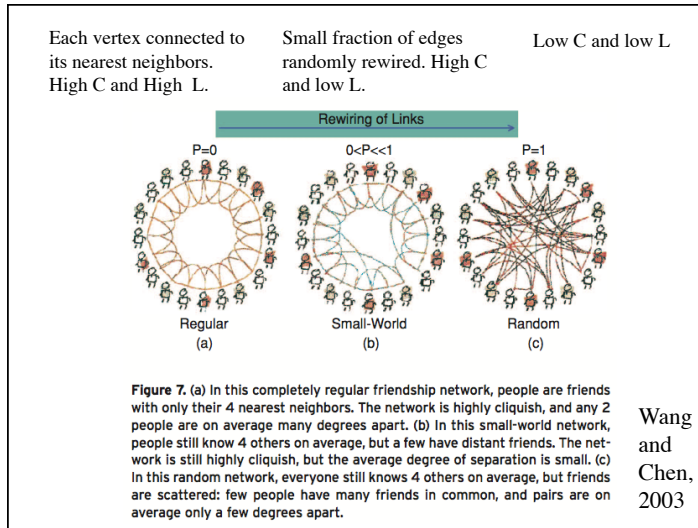 Each vertex connected to
its nearest neighbors.
High C and High L.
Small fraction of edges
randomly rewired. High C
and low L.
Low C and low L
Rewiring of Links
P=0
0<P<<1
P=1
Regular
(a)
Small-World
(b)
Random
(c)
Figure 7. (a) In this completely regular friendship network, people are friends
with only their 4 nearest neighbors. The network is highly cliquish, and any 2
people are on average many degrees apart. (b) In this small-world network,
people still know 4 others on average, but a few have distant friends. The net-
work is still highly cliquish, but the average degree of separation is small. (c)
In this random network, everyone still knows 4 others on average, but friends
are scattered: few people have many friends in common, and pairs are on
average only a few degrees apart.
Wang
and
Chen,
2003